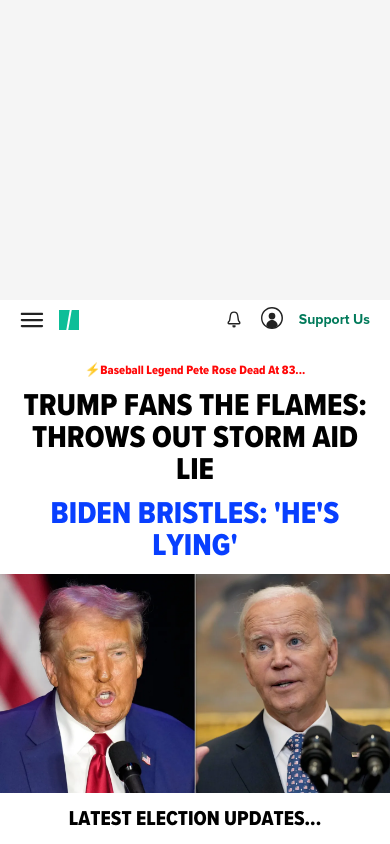 Support Us
⚡Baseball Legend Pete Rose Dead At 83...
TRUMP FANS THE FLAMES:
THROWS OUT STORM AID
LIE
BIDEN BRISTLES: 'HE'S
LYING'
LATEST ELECTION UPDATES...